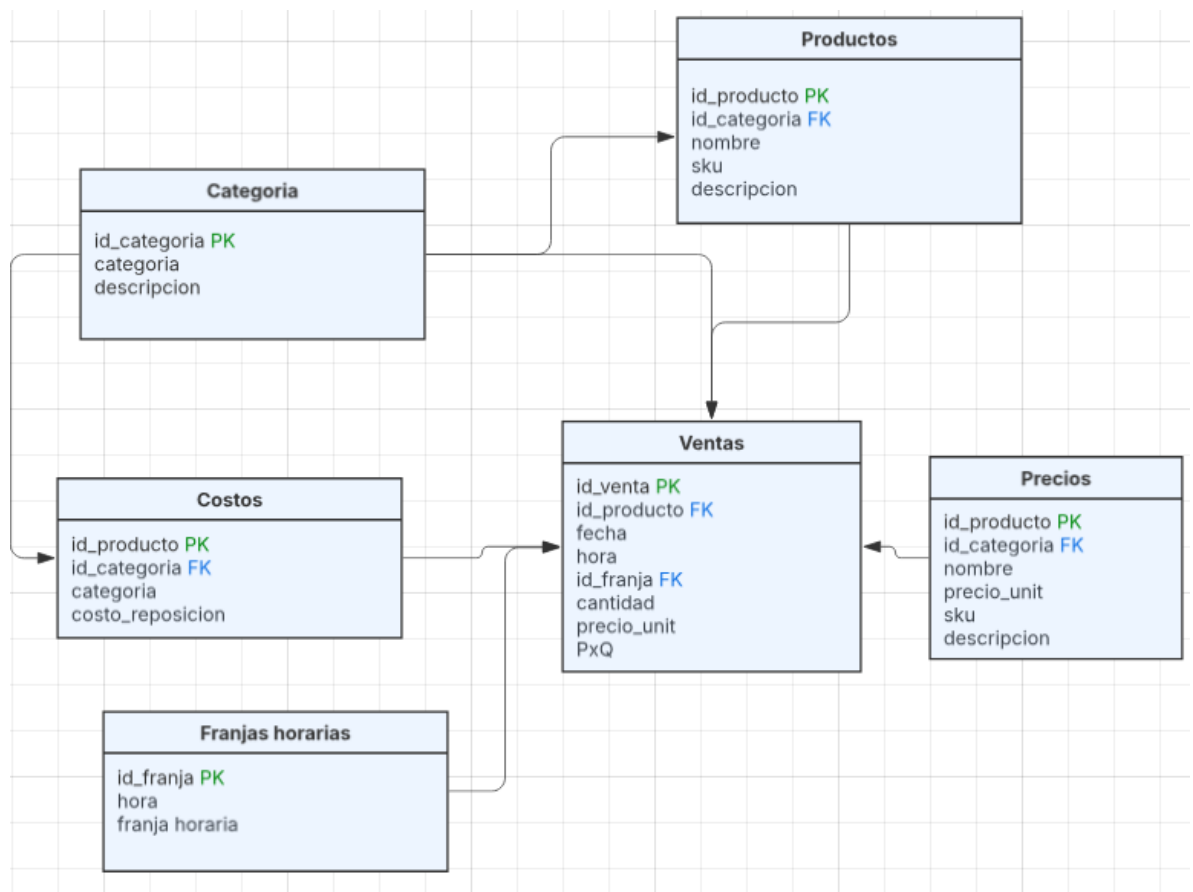 Productos
id_producto PK
id_categoria FK
nombre
sku
descripcion
Categoria
id_categoria PK
categoria
descripcion
Ventas
id_venta PK
id_producto FK
fecha
hora
id_franja FK
cantidad
precio_unit
PxQ
Precios
id_producto PK
id_categoria FK
nombre
precio_unit
sku
descripcion
Costos
id_producto PK
id_categoria FK
categoria
costo_reposicion
Franjas horarias
id_franja PK
hora
franja horaria